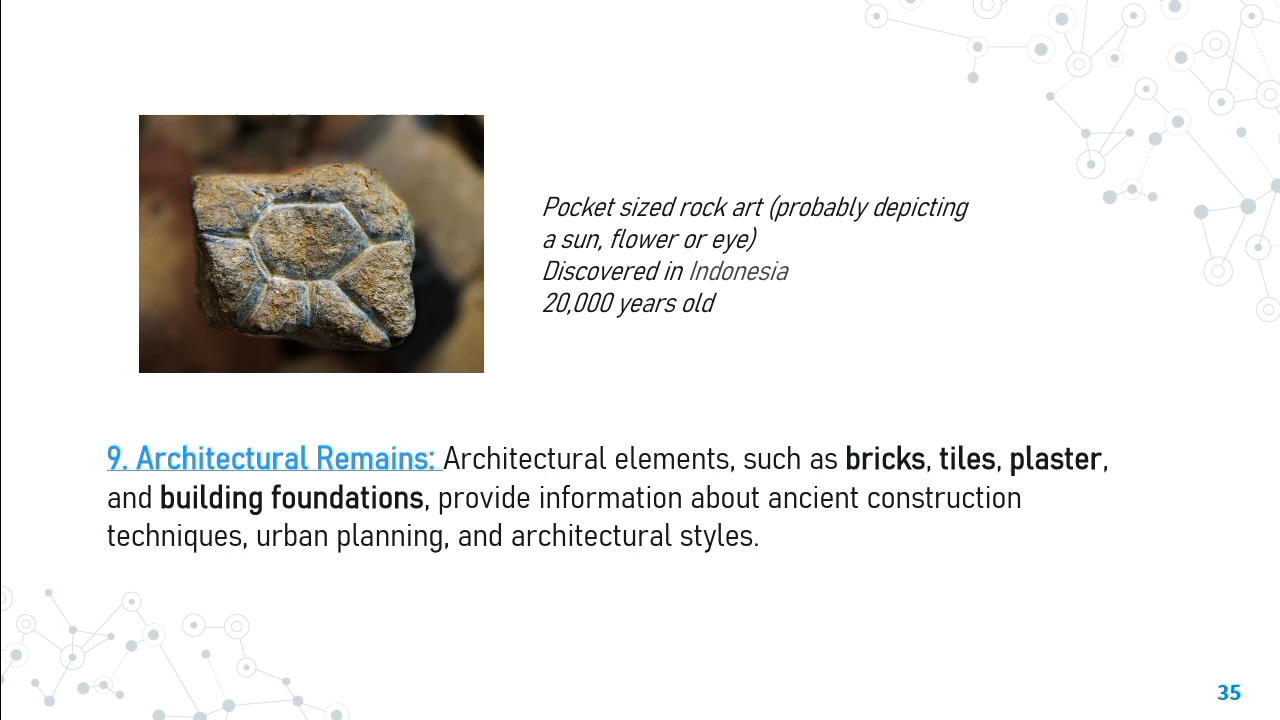 Pocket sized rock art (probably depicting
a sun, flower or eye)
Discovered in Indonesia
20,000 years old
9. Architectural Remains: Architectural elements, such as bricks, tiles, plaster,
and building foundations, provide information about ancient construction
techniques, urban planning, and architectural styles.
35